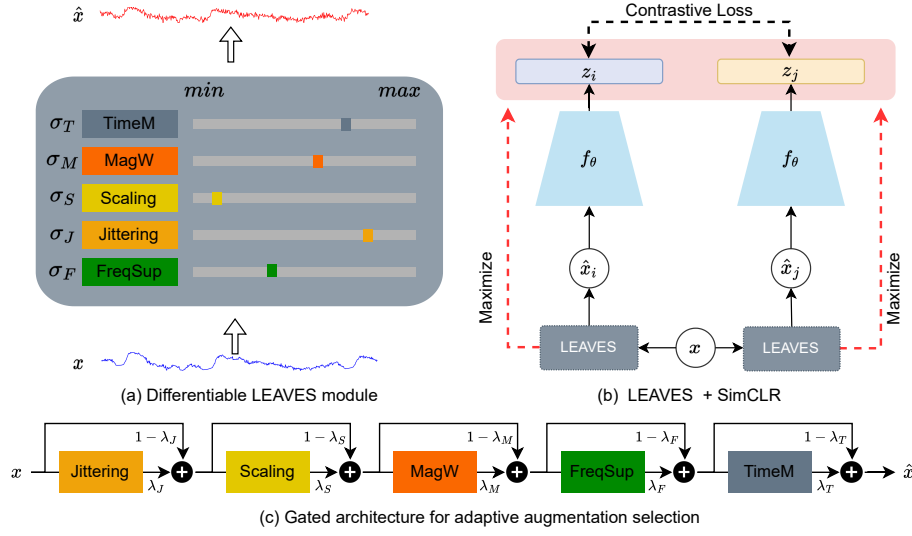 x̂
min max
σ_T TimeM
σ_M MagW
σ_S Scaling
σ_J Jittering
σ_F FreqSup
x
(a) Differentiable LEAVES module
Contrastive Loss
z_i z_j
f_θ f_θ
x̂_i x̂_j
Maximize Maximize
LEAVES x LEAVES
(b) LEAVES + SimCLR
1 − λ_J 1 − λ_S 1 − λ_M 1 − λ_F 1 − λ_T
x Jittering Scaling MagW FreqSup TimeM x̂
λ_J λ_S λ_M λ_F λ_T
(c) Gated architecture for adaptive augmentation selection